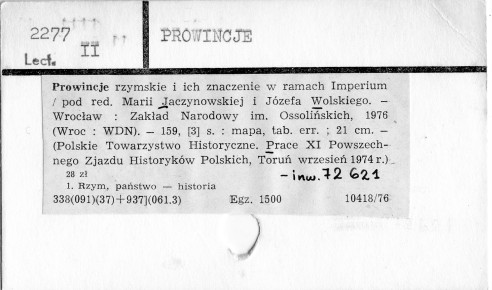 2277 II PROWINCJE
Lect.
Prowincje rzymskie i ich znaczenie w ramach Imperium
/ pod red. Marii Jaczynowskiej i Józefa Wolskiego. –
Wrocław : Zakład Narodowy im. Ossolińskich, 1976
(Wroc : WDN). – 159, [3] s. : mapa, tab. err. ; 21 cm. –
(Polskie Towarzystwo Historyczne. Prace XI Powszech-
nego Zjazdu Historyków Polskich, Toruń wrzesień 1974 r.)
28 zł
– inw. 72 621
1. Rzym, państwo — historia
338(091)(37)+937](061.3) Egz. 1500 10418/76